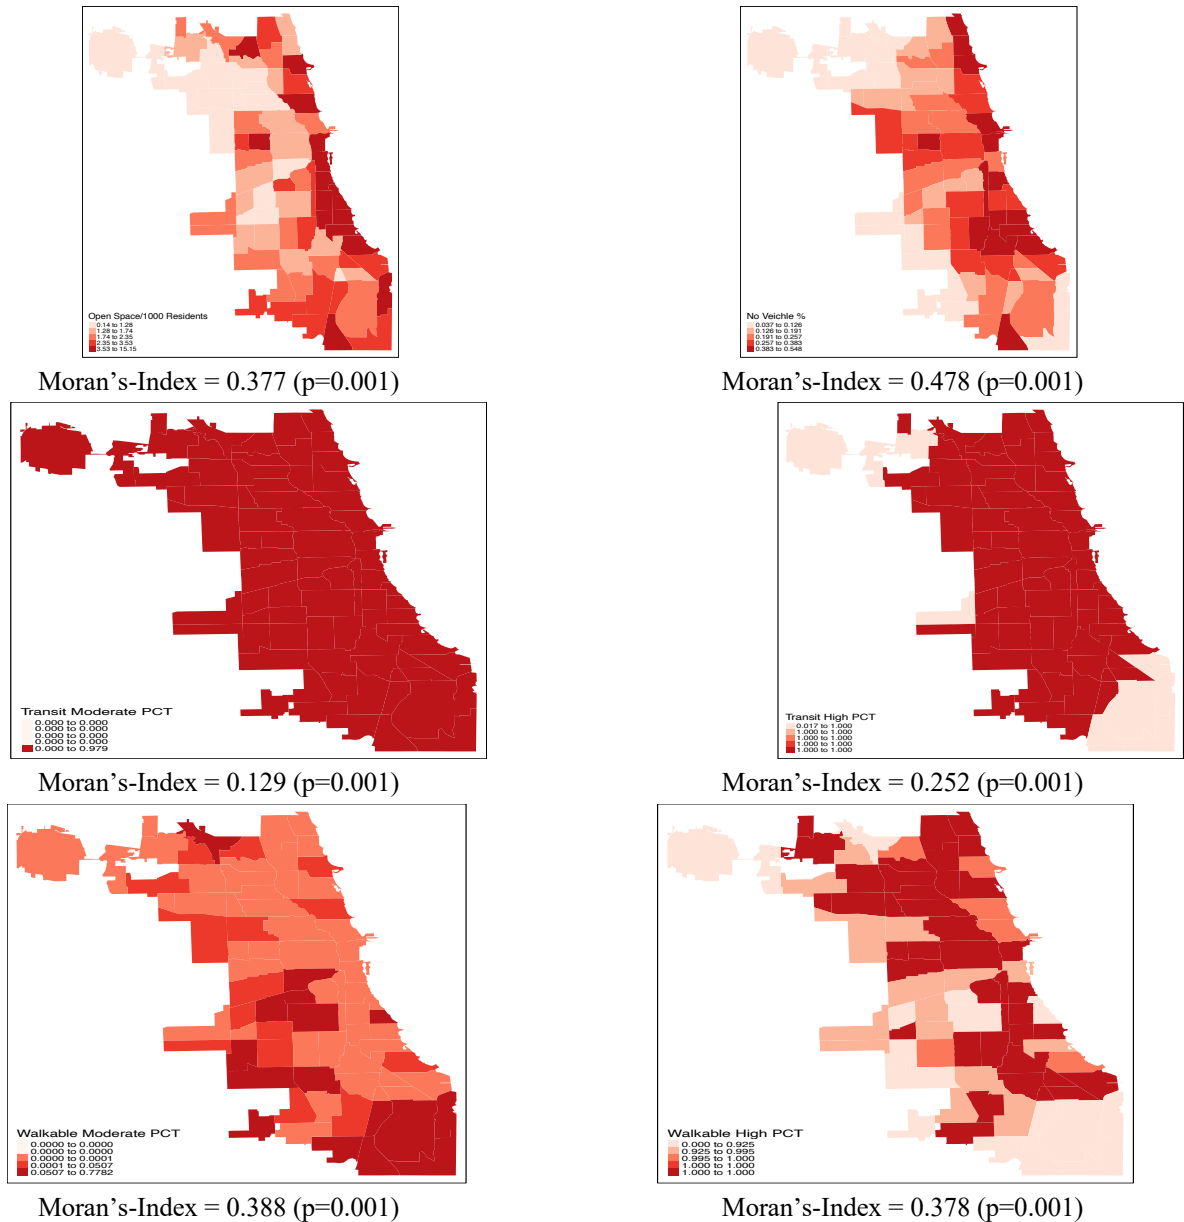 Open Space/1000 Residents
0.14 to 1.28
1.28 to 1.74
1.74 to 2.35
2.35 to 3.53
3.53 to 15.15
Moran's-Index = 0.377 (p=0.001)
No Veichle %
0.037 to 0.126
0.126 to 0.191
0.191 to 0.257
0.257 to 0.383
0.383 to 0.548
Moran's-Index = 0.478 (p=0.001)
Transit Moderate PCT
0.000 to 0.000
0.000 to 0.000
0.000 to 0.000
0.000 to 0.000
0.000 to 0.979
Moran's-Index = 0.129 (p=0.001)
Transit High PCT
0.017 to 1.000
1.000 to 1.000
1.000 to 1.000
1.000 to 1.000
1.000 to 1.000
Moran's-Index = 0.252 (p=0.001)
Walkable Moderate PCT
0.0000 to 0.0000
0.0000 to 0.0000
0.0000 to 0.0001
0.0001 to 0.0507
0.0507 to 0.7782
Moran's-Index = 0.388 (p=0.001)
Walkable High PCT
0.000 to 0.925
0.925 to 0.995
0.995 to 1.000
1.000 to 1.000
1.000 to 1.000
Moran's-Index = 0.378 (p=0.001)